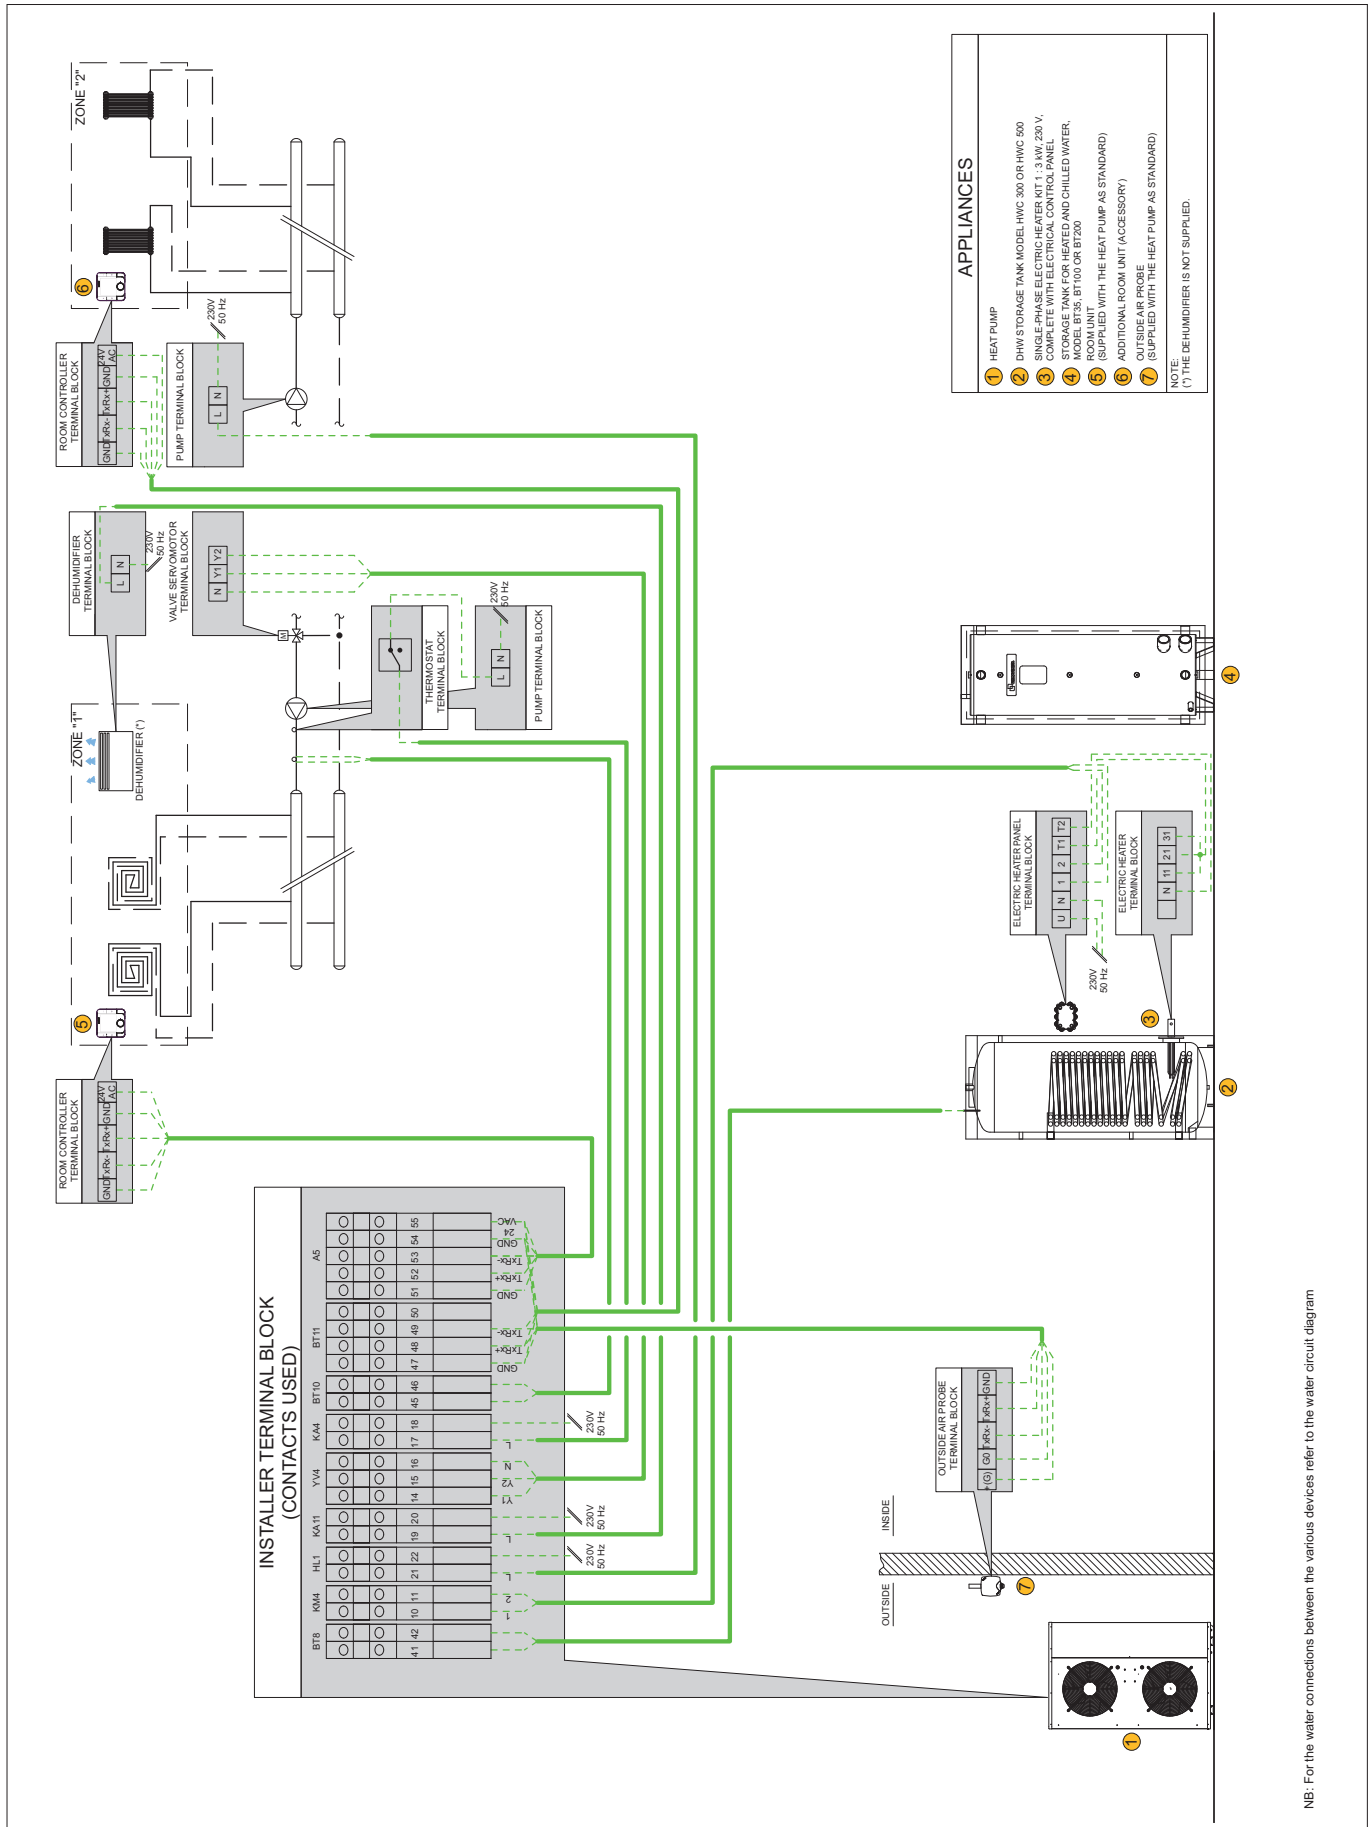 ZONE "2"
6
ROOM CONTROLLER
TERMINAL BLOCK
GND TxRx- TxRx+ GND 24V AC
PUMP TERMINAL BLOCK
L N
230V
50 Hz
DEHUMIDIFIER
TERMINAL BLOCK
L N
230V
50 Hz
VALVE SERVOMOTOR
TERMINAL BLOCK
N Y1 Y2
M
THERMOSTAT
TERMINAL BLOCK
PUMP TERMINAL BLOCK
L N
230V
50 Hz
ZONE "1"
DEHUMIDIFIER (*)
5
ROOM CONTROLLER
TERMINAL BLOCK
GND TxRx- TxRx+ GND 24V AC
INSTALLER TERMINAL BLOCK
(CONTACTS USED)
BT8 KM4 HL1 KA11 YV4 KA4 BT10 BT11 A5
41 42 10 11 21 22 19 20 14 15 16 17 18 45 46 47 48 49 50 51 52 53 54 55
1 2 L L Y1 Y2 N L GND TxRx+ TxRx- GND TxRx+ TxRx- GND 24 VAC
230V
50 Hz
230V
50 Hz
230V
50 Hz
APPLIANCES
1 HEAT PUMP
2 DHW STORAGE TANK MODEL HWC 300 OR HWC 500
3 SINGLE-PHASE ELECTRIC HEATER KIT 1 : 3 kW, 230 V,
COMPLETE WITH ELECTRICAL CONTROL PANEL
4 STORAGE TANK FOR HEATED AND CHILLED WATER,
MODEL BT35, BT100 OR BT200
5 ROOM UNIT
(SUPPLIED WITH THE HEAT PUMP AS STANDARD)
6 ADDITIONAL ROOM UNIT (ACCESSORY)
7 OUTSIDE AIR PROBE
(SUPPLIED WITH THE HEAT PUMP AS STANDARD)
NOTE:
(*) THE DEHUMIDIFIER IS NOT SUPPLIED.
4
ELECTRIC HEATER PANEL
TERMINAL BLOCK
U N 1 2 T1 T2
230V
50 Hz
ELECTRIC HEATER
TERMINAL BLOCK
N 11 21 31
3
2
OUTSIDE AIR PROBE
TERMINAL BLOCK
+(G) G0 TxRx- TxRx+ GND
OUTSIDE
INSIDE
7
1
NB: For the water connections between the various devices refer to the water circuit diagram